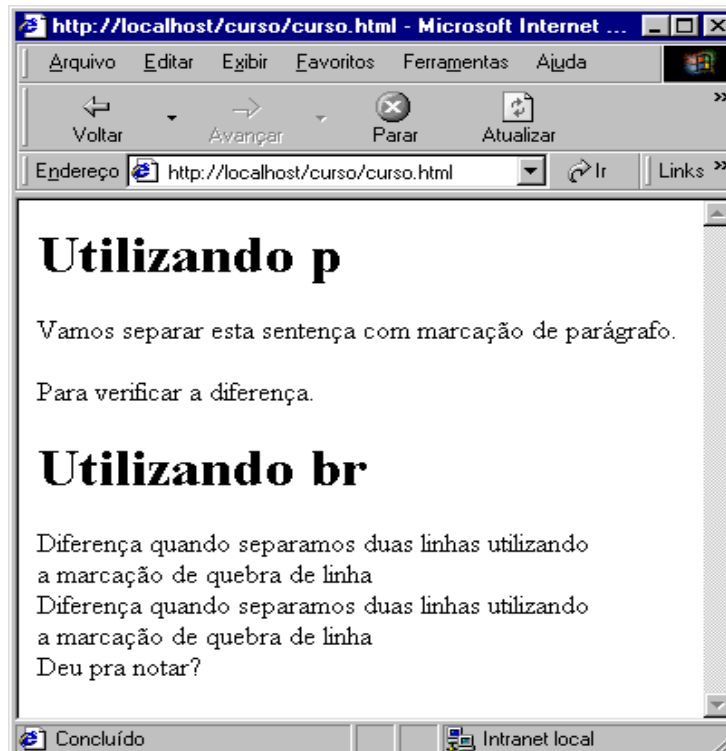 http://localhost/curso/curso.html - Microsoft Internet ...
Arquivo Editar Exibir Favoritos Ferramentas Ajuda
»
Voltar Avançar Parar Atualizar
Endereço http://localhost/curso/curso.html Ir Links »
Utilizando p
Vamos separar esta sentença com marcação de parágrafo.
Para verificar a diferença.
Utilizando br
Diferença quando separamos duas linhas utilizando
a marcação de quebra de linha
Diferença quando separamos duas linhas utilizando
a marcação de quebra de linha
Deu pra notar?
Concluído Intranet local